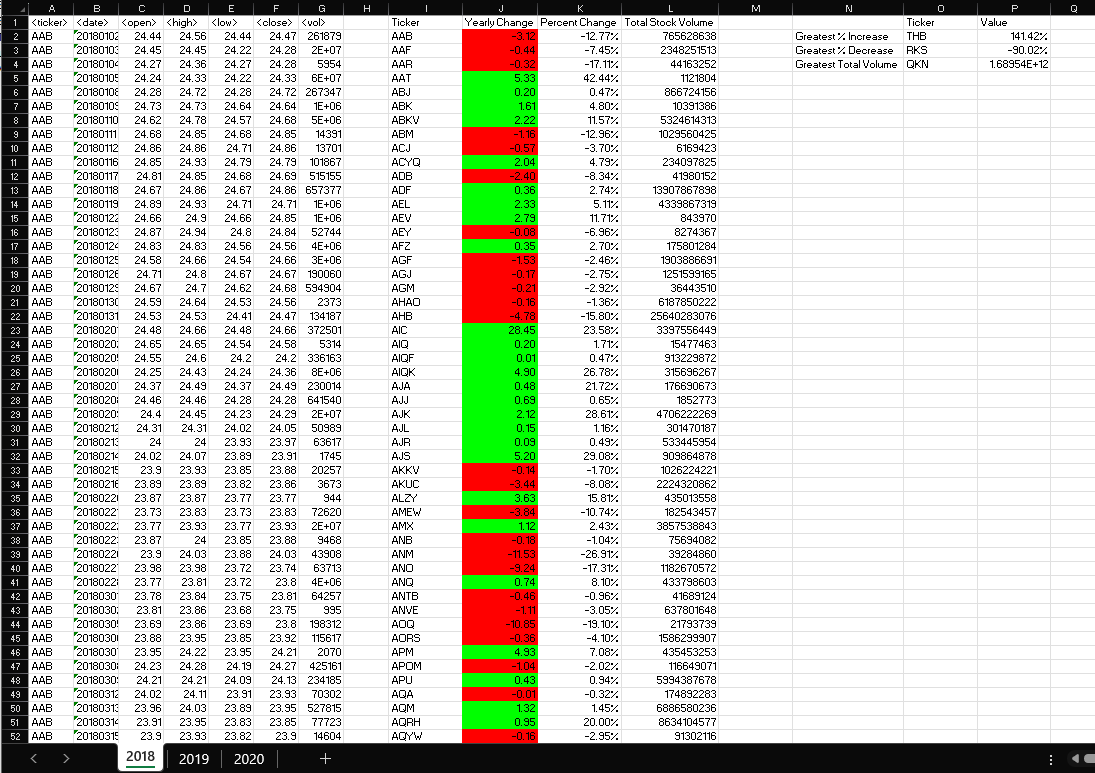 A B C D E F G H I J K L M N O P Q
1 <ticker> <date> <open> <high> <low> <close> <vol> Ticker Yearly Change Percent Change Total Stock Volume Ticker Value
2 AAB 20180102 24.44 24.56 24.44 24.47 261879 AAB -3.12 -12.77% 765628638 Greatest % Increase THB 141.42%
3 AAB 20180103 24.45 24.45 24.22 24.28 2E+07 AAF -0.44 -7.45% 2348251513 Greatest % Decrease RKS -90.02%
4 AAB 20180104 24.27 24.36 24.27 24.28 5954 AAR -0.32 -17.11% 44163252 Greatest Total Volume QKN 1.68954E+12
5 AAB 20180105 24.24 24.33 24.22 24.33 6E+07 AAT 5.33 42.44% 1121804
6 AAB 20180108 24.28 24.72 24.28 24.72 267347 ABJ 0.20 0.47% 866724156
7 AAB 20180109 24.73 24.73 24.64 24.64 1E+06 ABK 1.61 4.80% 10391386
8 AAB 20180110 24.62 24.78 24.57 24.68 5E+06 ABKV 2.22 11.57% 5324614313
9 AAB 20180111 24.68 24.85 24.68 24.85 14391 ABM -1.16 -12.96% 1029560425
10 AAB 20180112 24.86 24.86 24.71 24.86 13701 ACJ -0.57 -3.70% 6169423
11 AAB 20180116 24.85 24.93 24.79 24.79 101867 ACYQ 2.04 4.79% 234097825
12 AAB 20180117 24.81 24.85 24.68 24.69 515155 ADB -2.40 -8.34% 41980152
13 AAB 20180118 24.67 24.86 24.67 24.86 657377 ADF 0.36 2.74% 13907867898
14 AAB 20180119 24.89 24.93 24.71 24.71 1E+06 AEL 2.33 5.11% 4339867319
15 AAB 20180122 24.66 24.9 24.66 24.85 1E+06 AEV 2.79 11.71% 843970
16 AAB 20180123 24.87 24.94 24.8 24.84 52744 AEY -0.08 -6.96% 8274367
17 AAB 20180124 24.83 24.83 24.56 24.56 4E+06 AFZ 0.35 2.70% 175801284
18 AAB 20180125 24.58 24.66 24.54 24.66 3E+06 AGF -1.53 -2.46% 1903886691
19 AAB 20180126 24.71 24.8 24.67 24.67 190060 AGJ -0.17 -2.75% 1251599165
20 AAB 20180129 24.67 24.7 24.62 24.68 594904 AGM -0.21 -2.92% 36443510
21 AAB 20180130 24.59 24.64 24.53 24.56 2373 AHAO -0.16 -1.36% 6187850222
22 AAB 20180131 24.53 24.53 24.41 24.47 134187 AHB -4.78 -15.80% 25640283076
23 AAB 2018020 24.48 24.66 24.48 24.66 372501 AIC 28.45 23.58% 3397556449
24 AAB 2018020 24.65 24.65 24.54 24.58 5314 AIQ 0.20 1.71% 15477463
25 AAB 2018020 24.55 24.6 24.2 24.2 336163 AIQF 0.01 0.47% 913229872
26 AAB 2018020 24.25 24.43 24.24 24.36 8E+06 AIQK 4.90 26.78% 315696267
27 AAB 2018020 24.37 24.49 24.37 24.49 230014 AJA 0.48 21.72% 176690673
28 AAB 2018020 24.46 24.46 24.28 24.28 641540 AJJ 0.69 0.65% 1852773
29 AAB 2018020 24.4 24.45 24.23 24.29 2E+07 AJK 2.12 28.61% 4706222269
30 AAB 20180212 24.31 24.31 24.02 24.05 50989 AJL 0.15 1.16% 301470187
31 AAB 20180213 24 24 23.93 23.97 63617 AJR 0.09 0.49% 533445954
32 AAB 20180214 24.02 24.07 23.89 23.91 1745 AJS 5.20 29.08% 909864878
33 AAB 20180215 23.9 23.93 23.85 23.88 20257 AKKV -0.14 -1.70% 1026224221
34 AAB 20180216 23.89 23.89 23.82 23.86 3673 AKUC -3.44 -8.08% 2224320862
35 AAB 2018022 23.87 23.87 23.77 23.77 944 ALZY 3.63 15.81% 435013558
36 AAB 2018022 23.73 23.83 23.73 23.83 72620 AMEW -3.84 -10.74% 182543457
37 AAB 2018022 23.77 23.93 23.77 23.93 2E+07 AMX 1.12 2.43% 3857538843
38 AAB 2018022 23.87 24 23.85 23.88 9468 ANB -0.18 -1.04% 75694082
39 AAB 2018022 23.9 24.03 23.88 24.03 43908 ANM -11.53 -26.91% 39284860
40 AAB 2018022 23.98 23.98 23.72 23.74 63713 ANO -9.24 -17.31% 1182670572
41 AAB 2018022 23.77 23.81 23.72 23.8 4E+06 ANQ 0.74 8.10% 433798603
42 AAB 2018030 23.78 23.84 23.75 23.81 64257 ANTB -0.46 -0.96% 41689124
43 AAB 2018030 23.81 23.86 23.68 23.75 995 ANVE -1.11 -3.05% 637801648
44 AAB 2018030 23.69 23.86 23.69 23.8 198312 AOQ -10.85 -19.10% 21793739
45 AAB 2018030 23.88 23.95 23.85 23.92 115617 AORS -0.36 -4.10% 1586299907
46 AAB 2018030 23.95 24.22 23.95 24.21 2070 APM 4.93 7.08% 435453253
47 AAB 2018030 24.23 24.28 24.19 24.27 425161 APOM -1.04 -2.02% 116649071
48 AAB 2018030 24.21 24.21 24.09 24.13 234185 APU 0.43 0.94% 5994387678
49 AAB 20180312 24.02 24.11 23.91 23.93 70302 AQA -0.01 -0.32% 174892283
50 AAB 20180313 23.96 24.03 23.89 23.95 527815 AQM 1.32 1.45% 6886580236
51 AAB 20180314 23.91 23.95 23.83 23.85 77723 AQRH 0.95 20.00% 8634104577
52 AAB 20180315 23.9 23.93 23.82 23.9 14604 AQYW -0.16 -2.95% 91302116
2018 2019 2020